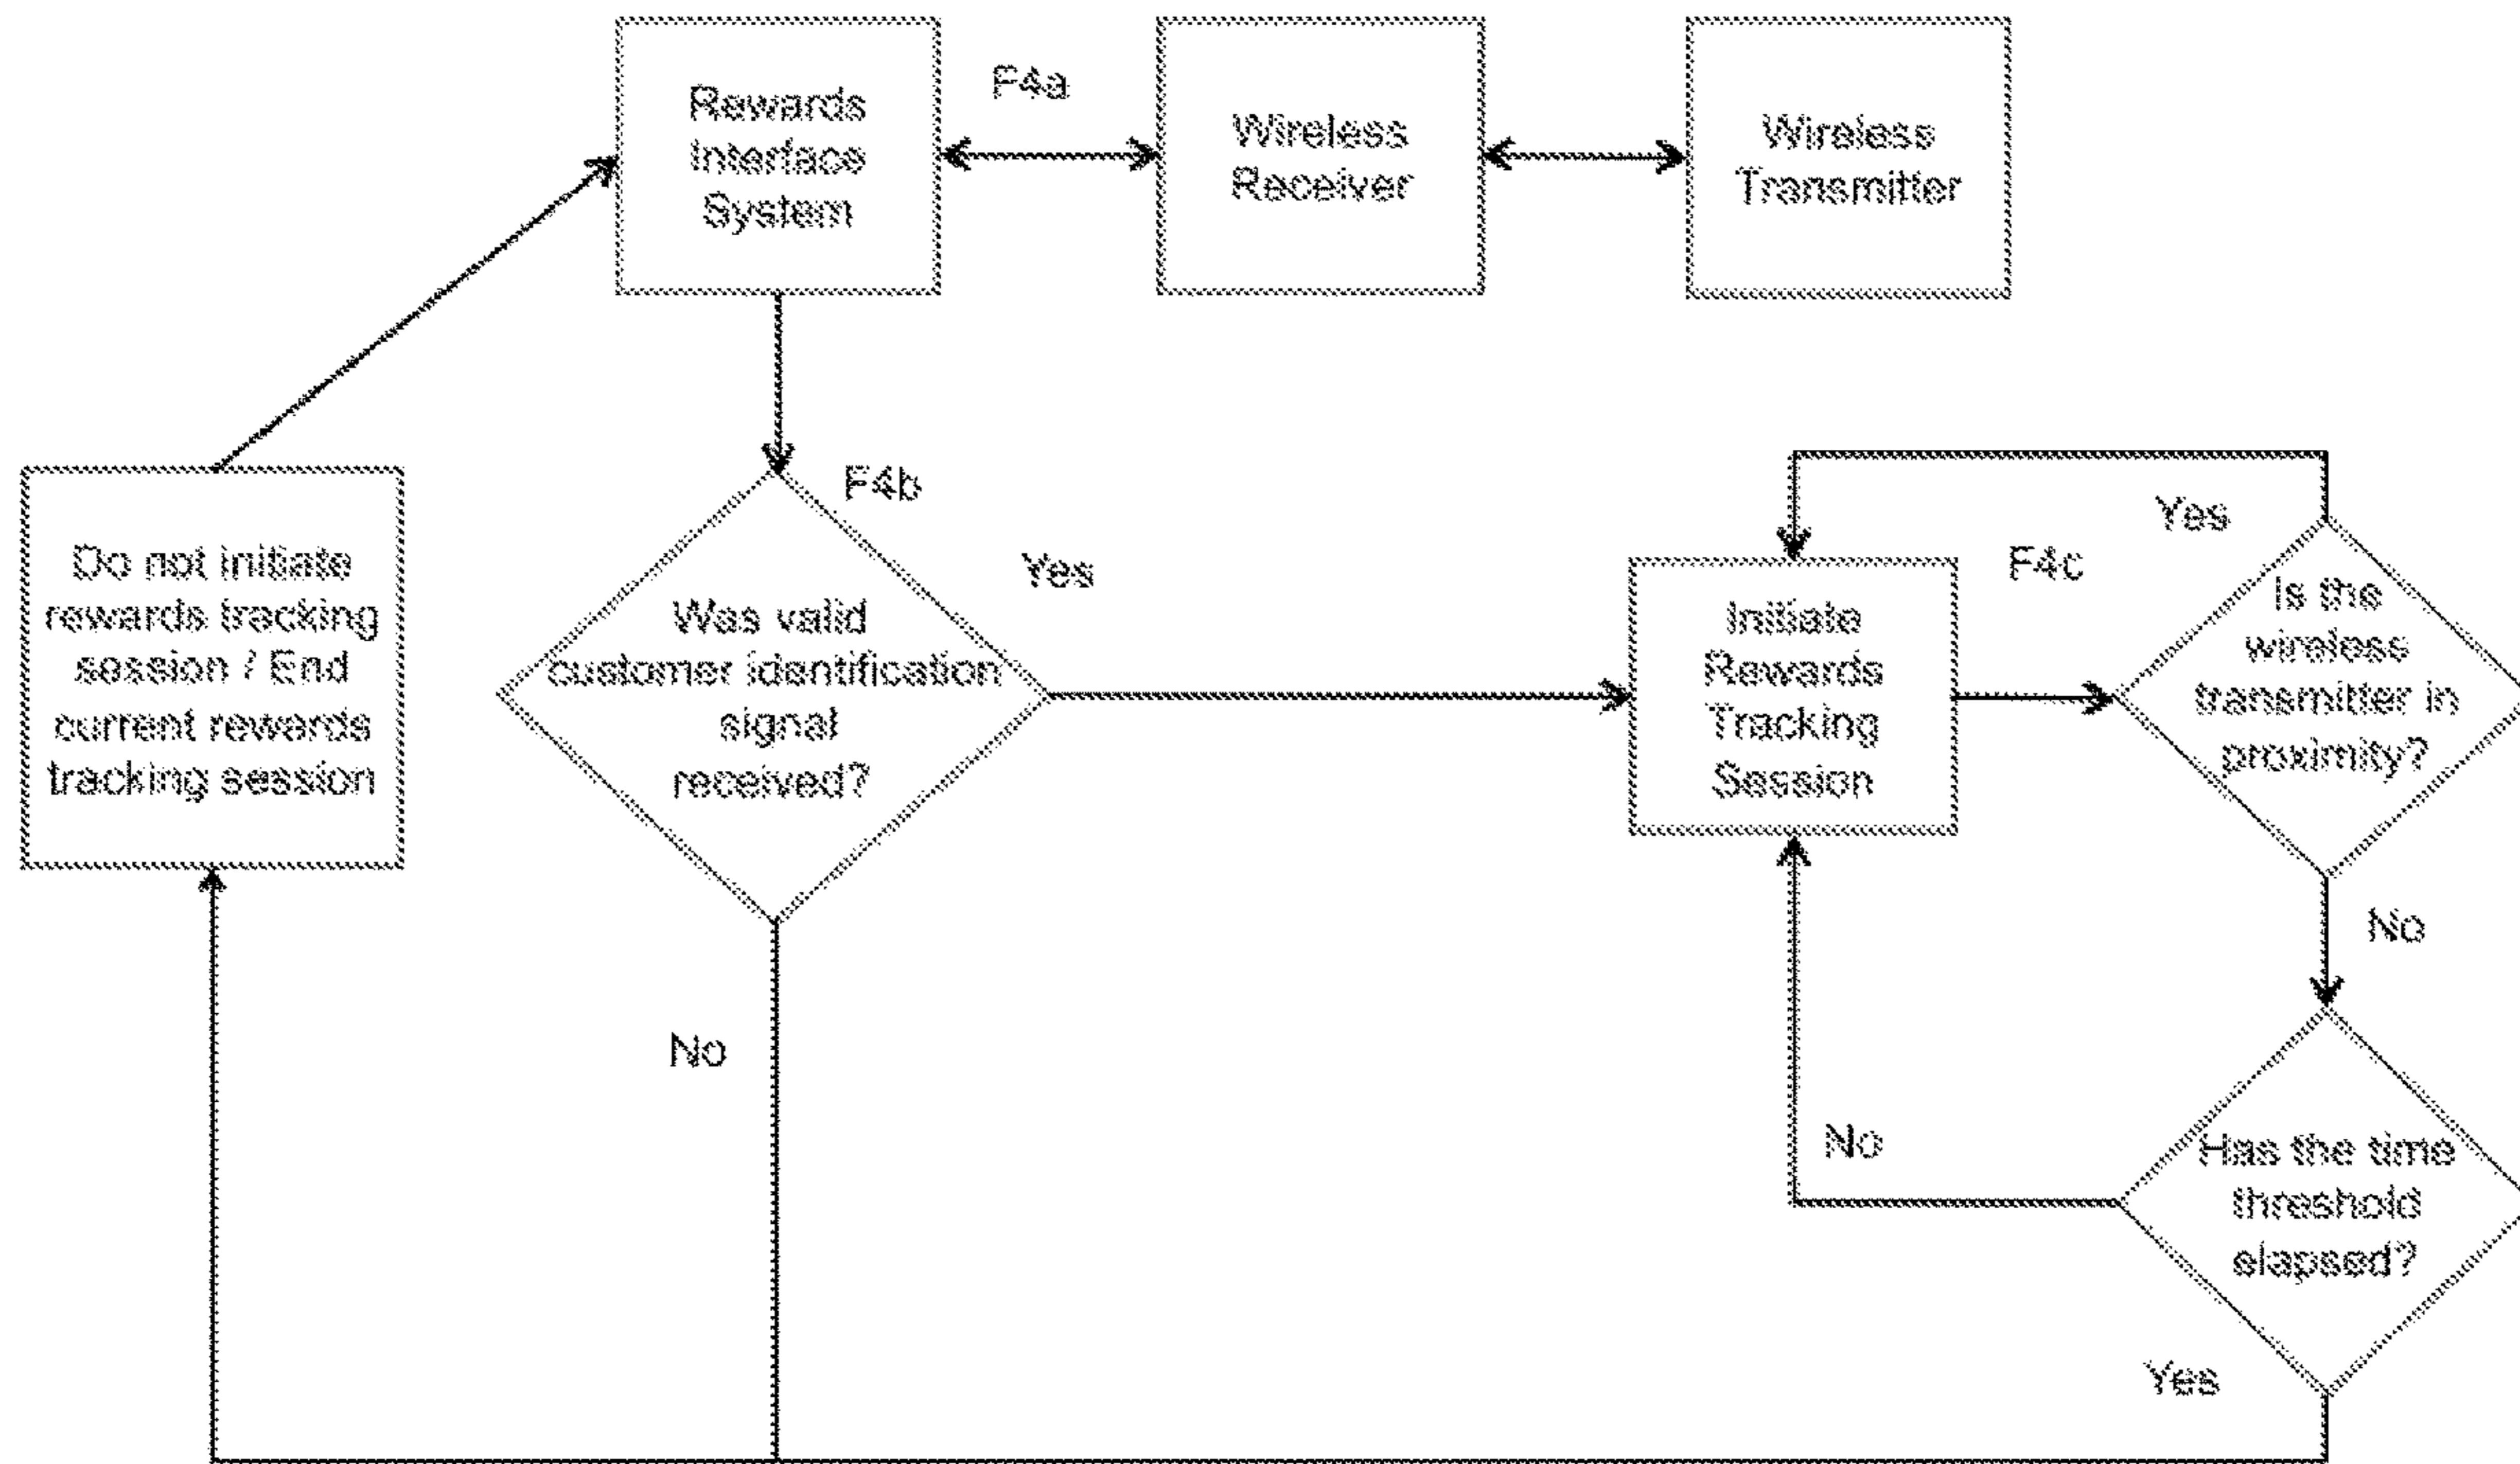 Rewards
Interface
System
F4a
Wireless
Receiver
Wireless
Transmitter
Do not initiate
rewards tracking
session / End
current rewards
tracking session
F4b
Was valid
customer identification
signal
received?
Yes
No
Initiate
Rewards
Tracking
Session
F4c
Yes
Is the
wireless
transmitter in
proximity?
No
Has the time
threshold
elapsed?
No
Yes